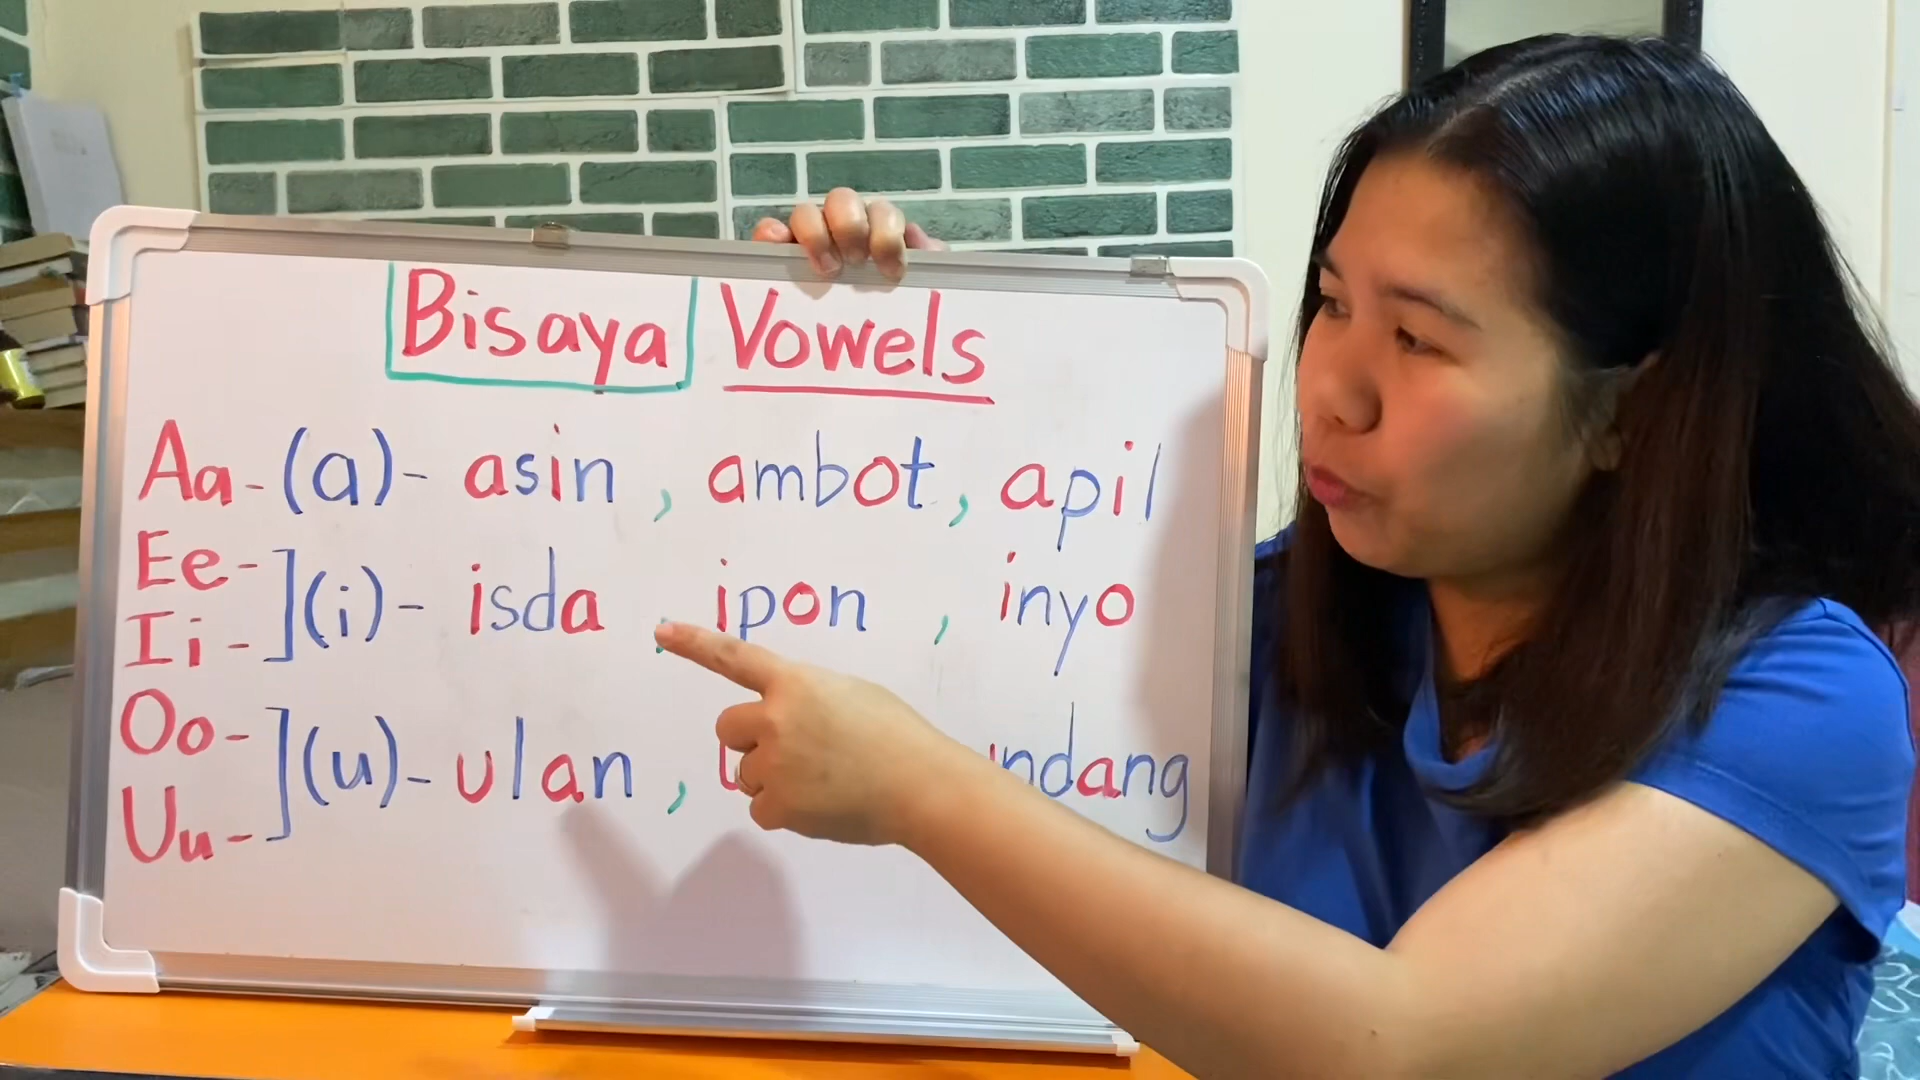 Bisaya Vowels
Aa - (a) - asin , ambot , apil
Ee -
Ii - ] (i) - isda , ipon , inyo
Oo -
Uu - ] (u) - ulan ,